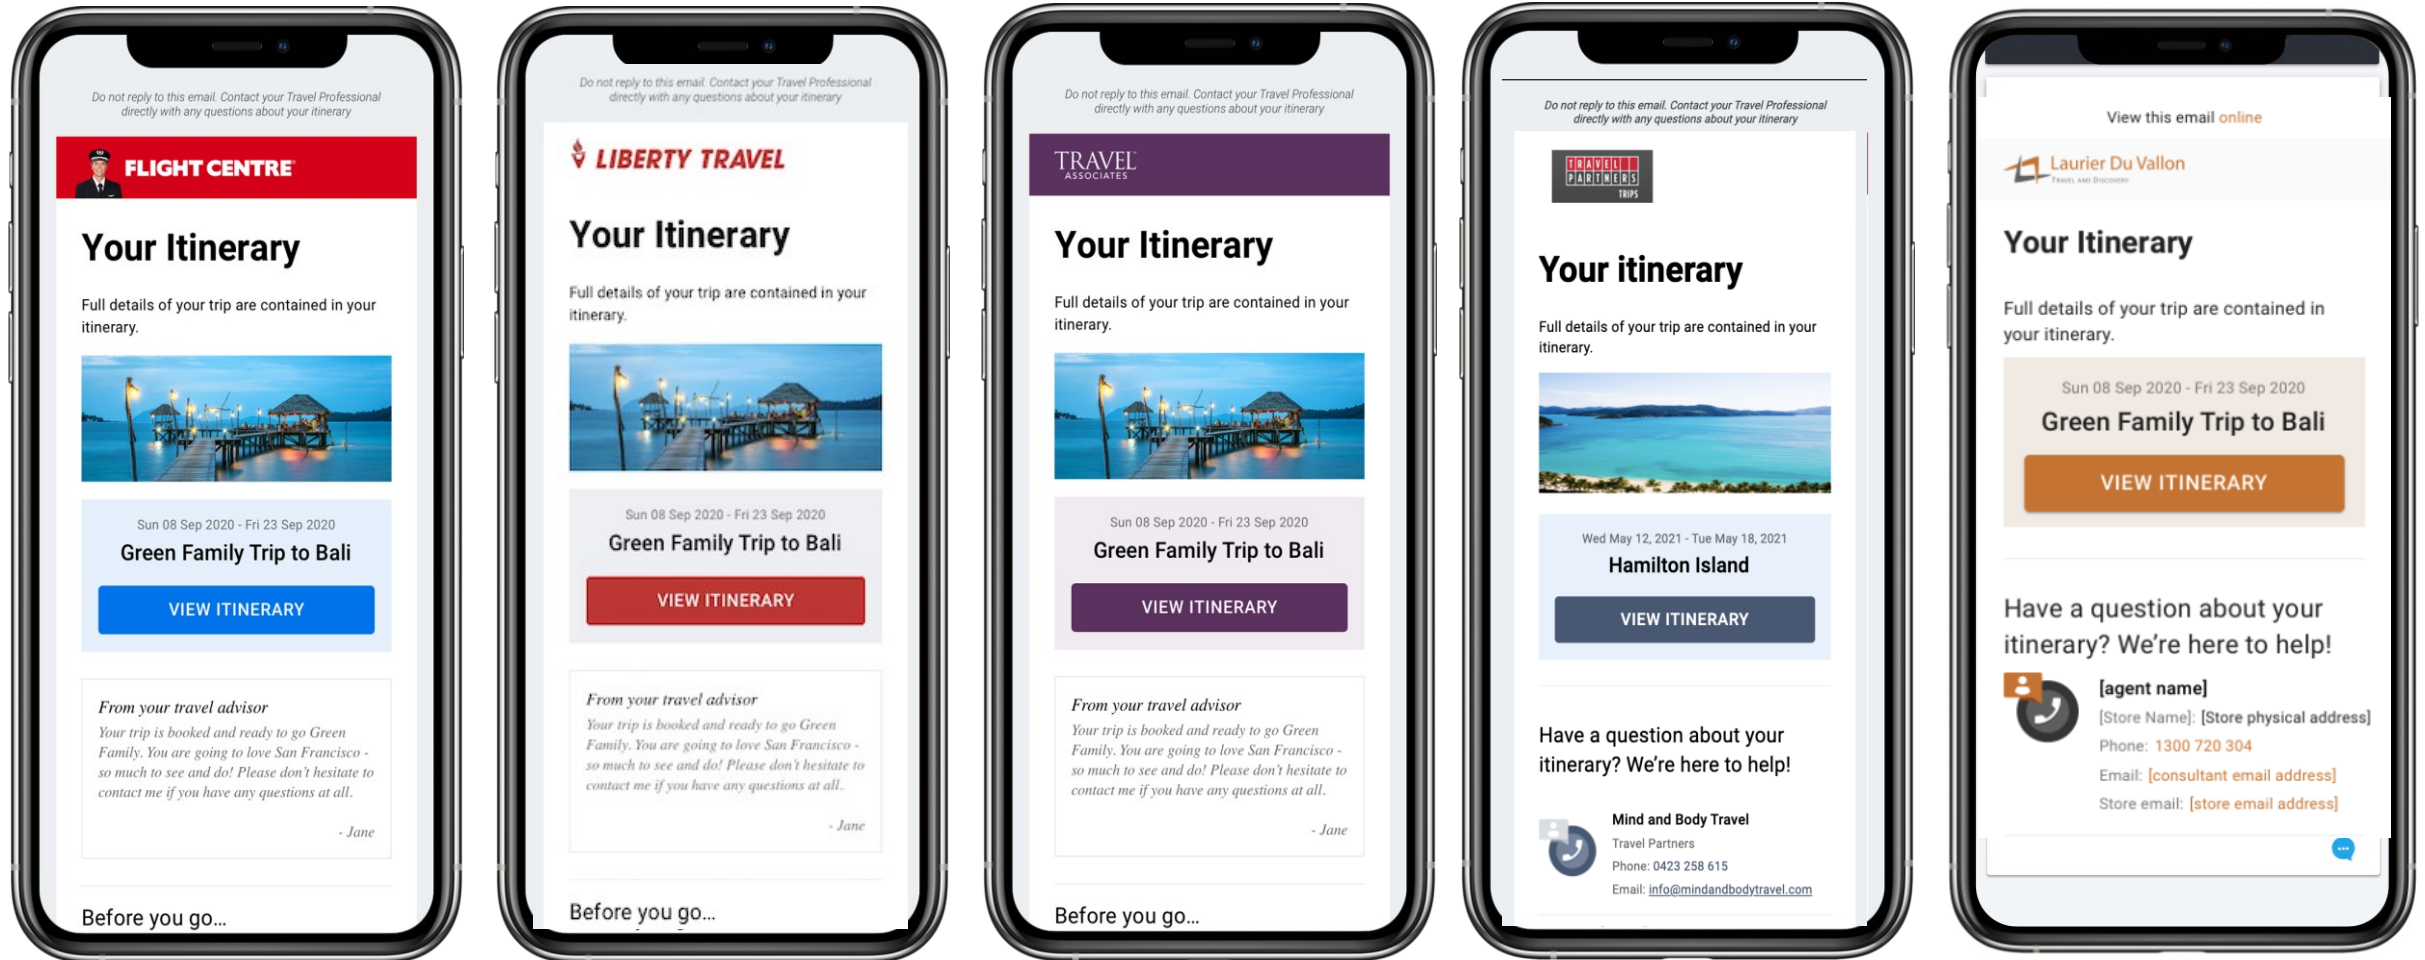 Do not reply to this email. Contact your Travel Professional
directly with any questions about your itinerary
FLIGHT CENTRE
Your Itinerary
Full details of your trip are contained in your
itinerary.
Sun 08 Sep 2020 - Fri 23 Sep 2020
Green Family Trip to Bali
VIEW ITINERARY
From your travel advisor
Your trip is booked and ready to go Green
Family. You are going to love San Francisco -
so much to see and do! Please don't hesitate to
contact me if you have any questions at all.
- Jane
Before you go...
Do not reply to this email. Contact your Travel Professional
directly with any questions about your itinerary
LIBERTY TRAVEL
Your Itinerary
Full details of your trip are contained in your
itinerary.
Sun 08 Sep 2020 - Fri 23 Sep 2020
Green Family Trip to Bali
VIEW ITINERARY
From your travel advisor
Your trip is booked and ready to go Green
Family. You are going to love San Francisco -
so much to see and do! Please don't hesitate to
contact me if you have any questions at all.
- Jane
Before you go...
Do not reply to this email. Contact your Travel Professional
directly with any questions about your itinerary
TRAVEL
ASSOCIATES
Your Itinerary
Full details of your trip are contained in your
itinerary.
Sun 08 Sep 2020 - Fri 23 Sep 2020
Green Family Trip to Bali
VIEW ITINERARY
From your travel advisor
Your trip is booked and ready to go Green
Family. You are going to love San Francisco -
so much to see and do! Please don't hesitate to
contact me if you have any questions at all.
- Jane
Before you go...
Do not reply to this email. Contact your Travel Professional
directly with any questions about your itinerary
TRAVEL
PARTNERS
TRIPS
Your itinerary
Full details of your trip are contained in your
itinerary.
Wed May 12, 2021 - Tue May 18, 2021
Hamilton Island
VIEW ITINERARY
Have a question about your
itinerary? We're here to help!
Mind and Body Travel
Travel Partners
Phone: 0423 258 615
Email: info@mindandbodytravel.com
View this email online
Laurier Du Vallon
TRAVEL AND DISCOVERY
Your Itinerary
Full details of your trip are contained in
your itinerary.
Sun 08 Sep 2020 - Fri 23 Sep 2020
Green Family Trip to Bali
VIEW ITINERARY
Have a question about your
itinerary? We're here to help!
[agent name]
[Store Name]: [Store physical address]
Phone: 1300 720 304
Email: [consultant email address]
Store email: [store email address]